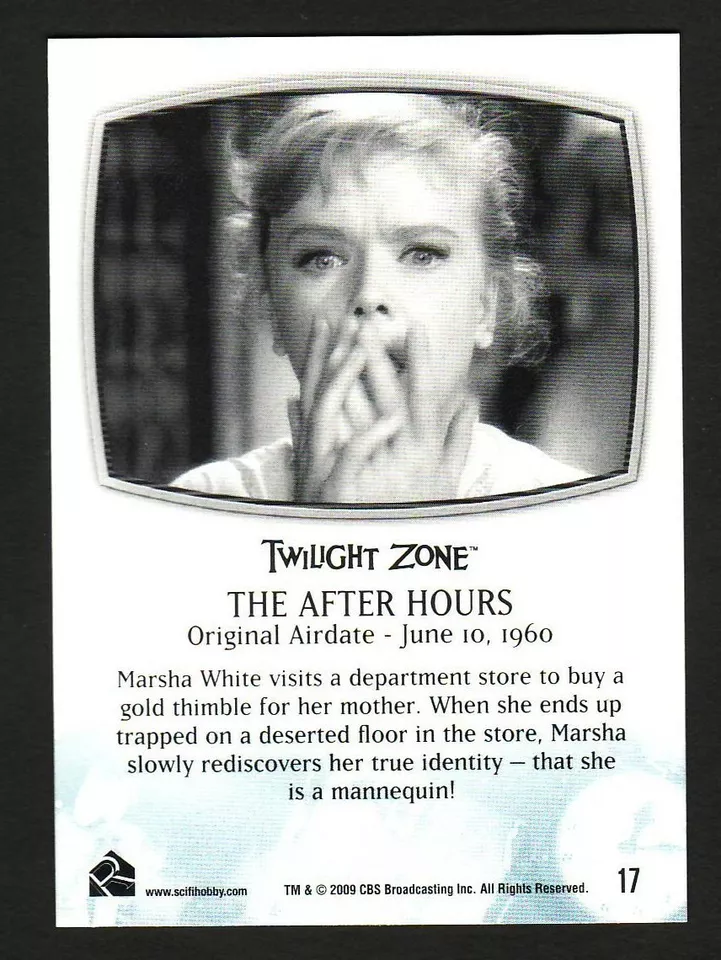 TWILIGHT ZONE™
THE AFTER HOURS
Original Airdate - June 10, 1960
Marsha White visits a department store to buy a
gold thimble for her mother. When she ends up
trapped on a deserted floor in the store, Marsha
slowly rediscovers her true identity – that she
is a mannequin!
www.scifihobby.com
TM & © 2009 CBS Broadcasting Inc. All Rights Reserved.
17